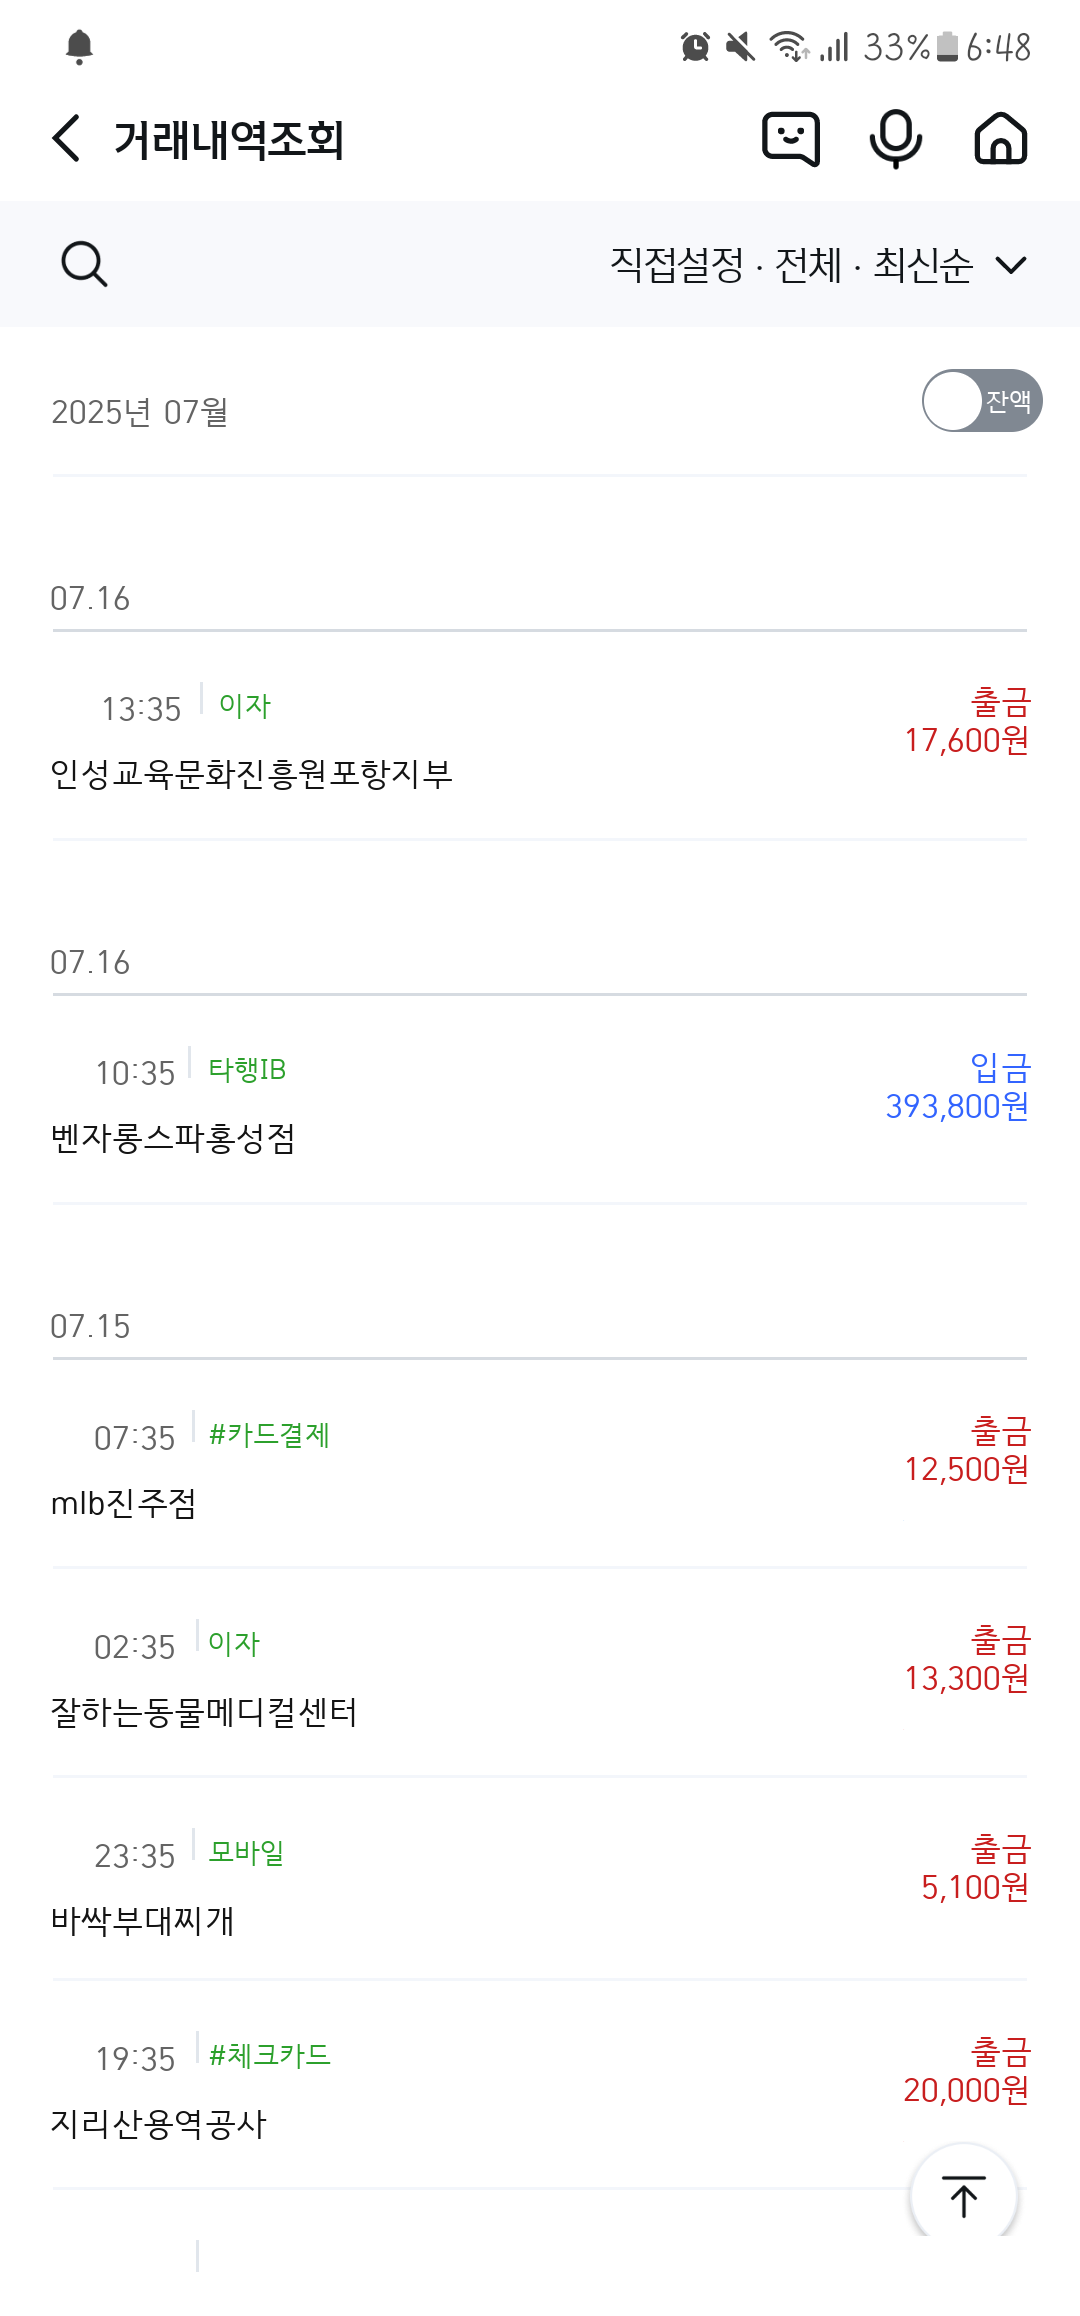 33% 6:48
거래내역조회
직접설정 · 전체 · 최신순
2025년 07월
잔액
07.16
13:35 이자 출금
17,600원
인성교육문화진흥원포항지부
07.16
10:35 타행IB 입금
393,800원
벤자롱스파홍성점
07.15
07:35 #카드결제 출금
12,500원
mlb진주점
02:35 이자 출금
13,300원
잘하는동물메디컬센터
23:35 모바일 출금
5,100원
바싹부대찌개
19:35 #체크카드 출금
20,000원
지리산용역공사